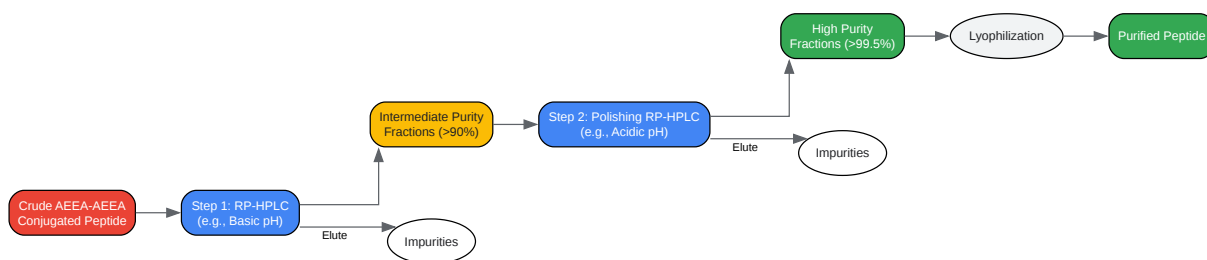 Crude AEEA-AEEA
Conjugated Peptide
Step 1: RP-HPLC
(e.g., Basic pH)
Elute
Impurities
Intermediate Purity
Fractions (>90%)
Step 2: Polishing RP-HPLC
(e.g., Acidic pH)
Elute
Impurities
High Purity
Fractions (>99.5%)
Lyophilization
Purified Peptide